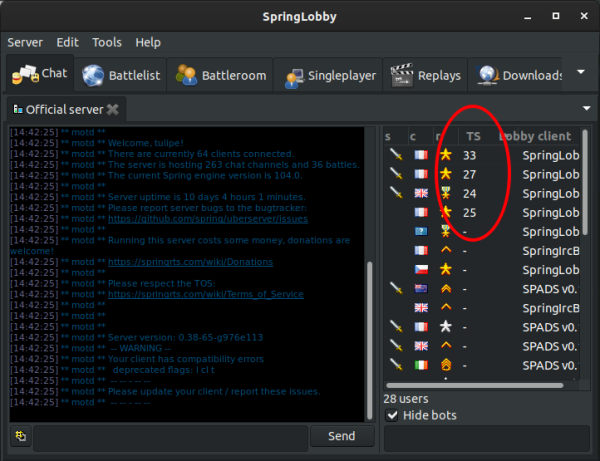 SpringLobby
Server Edit Tools Help
Chat Battlelist Battleroom Singleplayer Replays Downloads
Official server
[14:42:25] ** motd **
[14:42:25] ** motd ** Welcome, tulipe!
[14:42:25] ** motd ** There are currently 64 clients connected.
[14:42:25] ** motd ** The server is hosting 263 chat channels and 36 battles.
[14:42:25] ** motd ** The current Spring engine version is 104.0.
[14:42:25] ** motd **
[14:42:25] ** motd ** Server uptime is 10 days 4 hours 1 minutes.
[14:42:25] ** motd ** Please report server bugs to the bugtracker:
[14:42:25] ** motd ** https://github.com/spring/uberserver/issues
[14:42:25] ** motd **
[14:42:25] ** motd ** Running this server costs some money, donations are
welcome!
[14:42:25] ** motd ** https://springrts.com/wiki/Donations
[14:42:25] ** motd **
[14:42:25] ** motd ** Please respect the TOS:
[14:42:25] ** motd ** https://springrts.com/wiki/Terms_of_Service
[14:42:25] ** motd **
[14:42:25] ** motd **
[14:42:25] ** motd ** Server version: 0.38-65-g976e113
[14:42:25] ** motd ** -- WARNING --
[14:42:25] ** motd ** Your client has compatibility errors
[14:42:25] ** motd ** deprecated flags: l cl t
[14:42:25] ** motd ** -- -- - -- --
[14:42:25] ** motd ** Please update your client / report these issues.
[14:42:25] ** motd ** -- -- - -- --
Send
s c r TS Lobby client
33 SpringLob
27 SpringLob
24 SpringLob
25 SpringLob
- SpringLob
- SpringIrcB
- SpringLob
- SPADS v0.
- SpringIrcB
- SPADS v0.
- SPADS v0.
- SPADS v0.
28 users
Hide bots